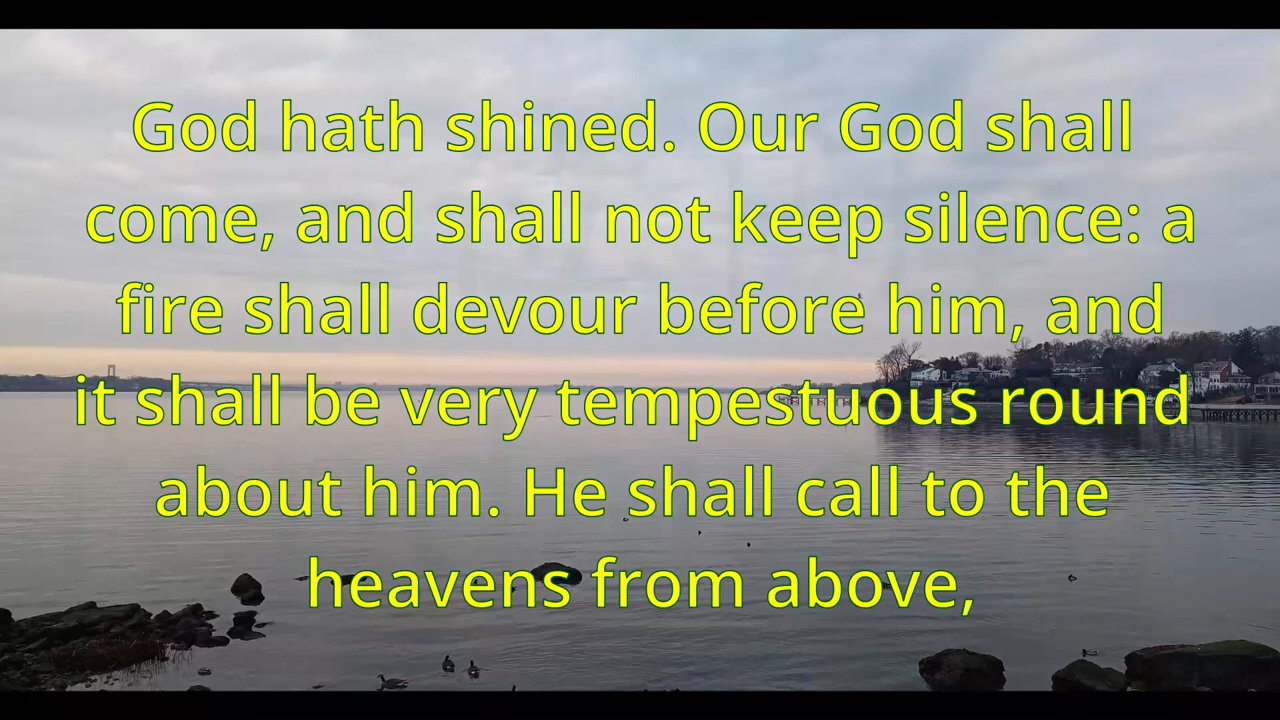 God hath shined. Our God shall
come, and shall not keep silence: a
fire shall devour before him, and
it shall be very tempestuous round
about him. He shall call to the
heavens from above,